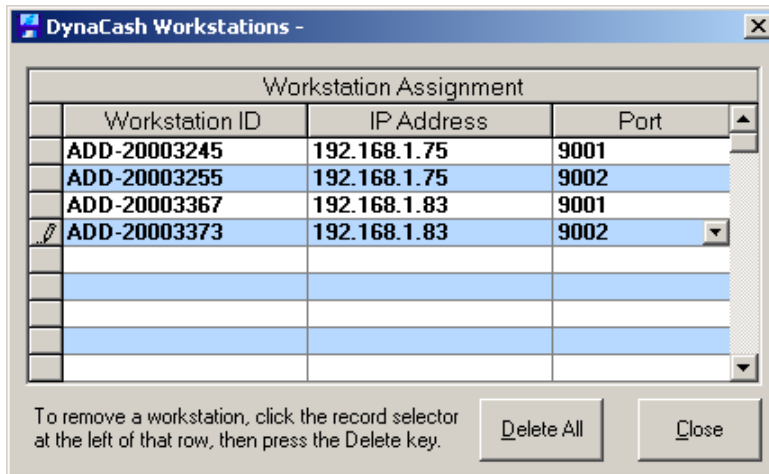 DynaCash Workstations -
Workstation Assignment
Workstation ID IP Address Port
ADD-20003245 192.168.1.75 9001
ADD-20003255 192.168.1.75 9002
ADD-20003367 192.168.1.83 9001
ADD-20003373 192.168.1.83 9002
To remove a workstation, click the record selector
at the left of that row, then press the Delete key.
Delete All Close